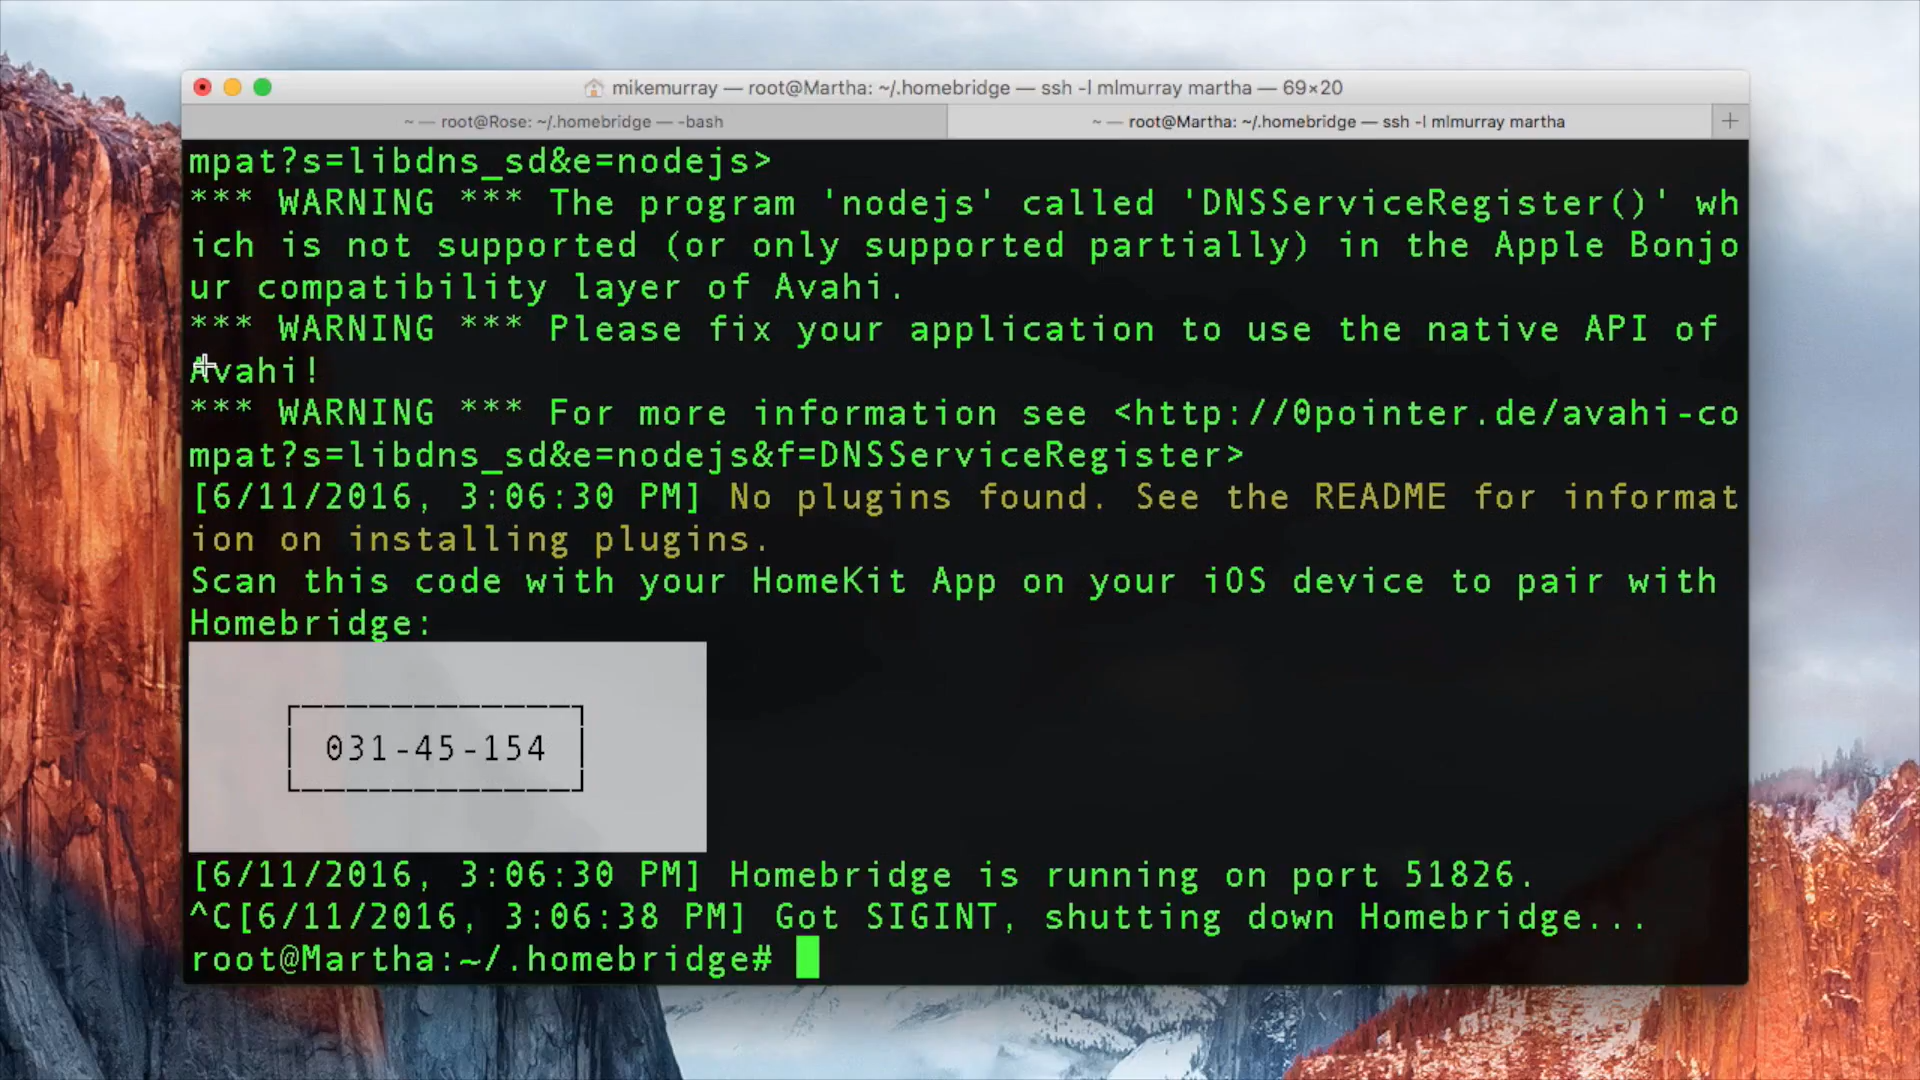 mikemurray — root@Martha: ~/.homebridge — ssh -l mlmurray martha — 69×20
~ — root@Rose: ~/.homebridge — -bash
~ — root@Martha: ~/.homebridge — ssh -l mlmurray martha
mpat?s=libdns_sd&e=nodejs>
*** WARNING *** The program 'nodejs' called 'DNSServiceRegister()' wh
ich is not supported (or only supported partially) in the Apple Bonjo
ur compatibility layer of Avahi.
*** WARNING *** Please fix your application to use the native API of
Avahi!
*** WARNING *** For more information see <http://0pointer.de/avahi-co
mpat?s=libdns_sd&e=nodejs&f=DNSServiceRegister>
[6/11/2016, 3:06:30 PM] No plugins found. See the README for informat
ion on installing plugins.
Scan this code with your HomeKit App on your iOS device to pair with
Homebridge:
031-45-154
[6/11/2016, 3:06:30 PM] Homebridge is running on port 51826.
^C[6/11/2016, 3:06:38 PM] Got SIGINT, shutting down Homebridge...
root@Martha:~/.homebridge#